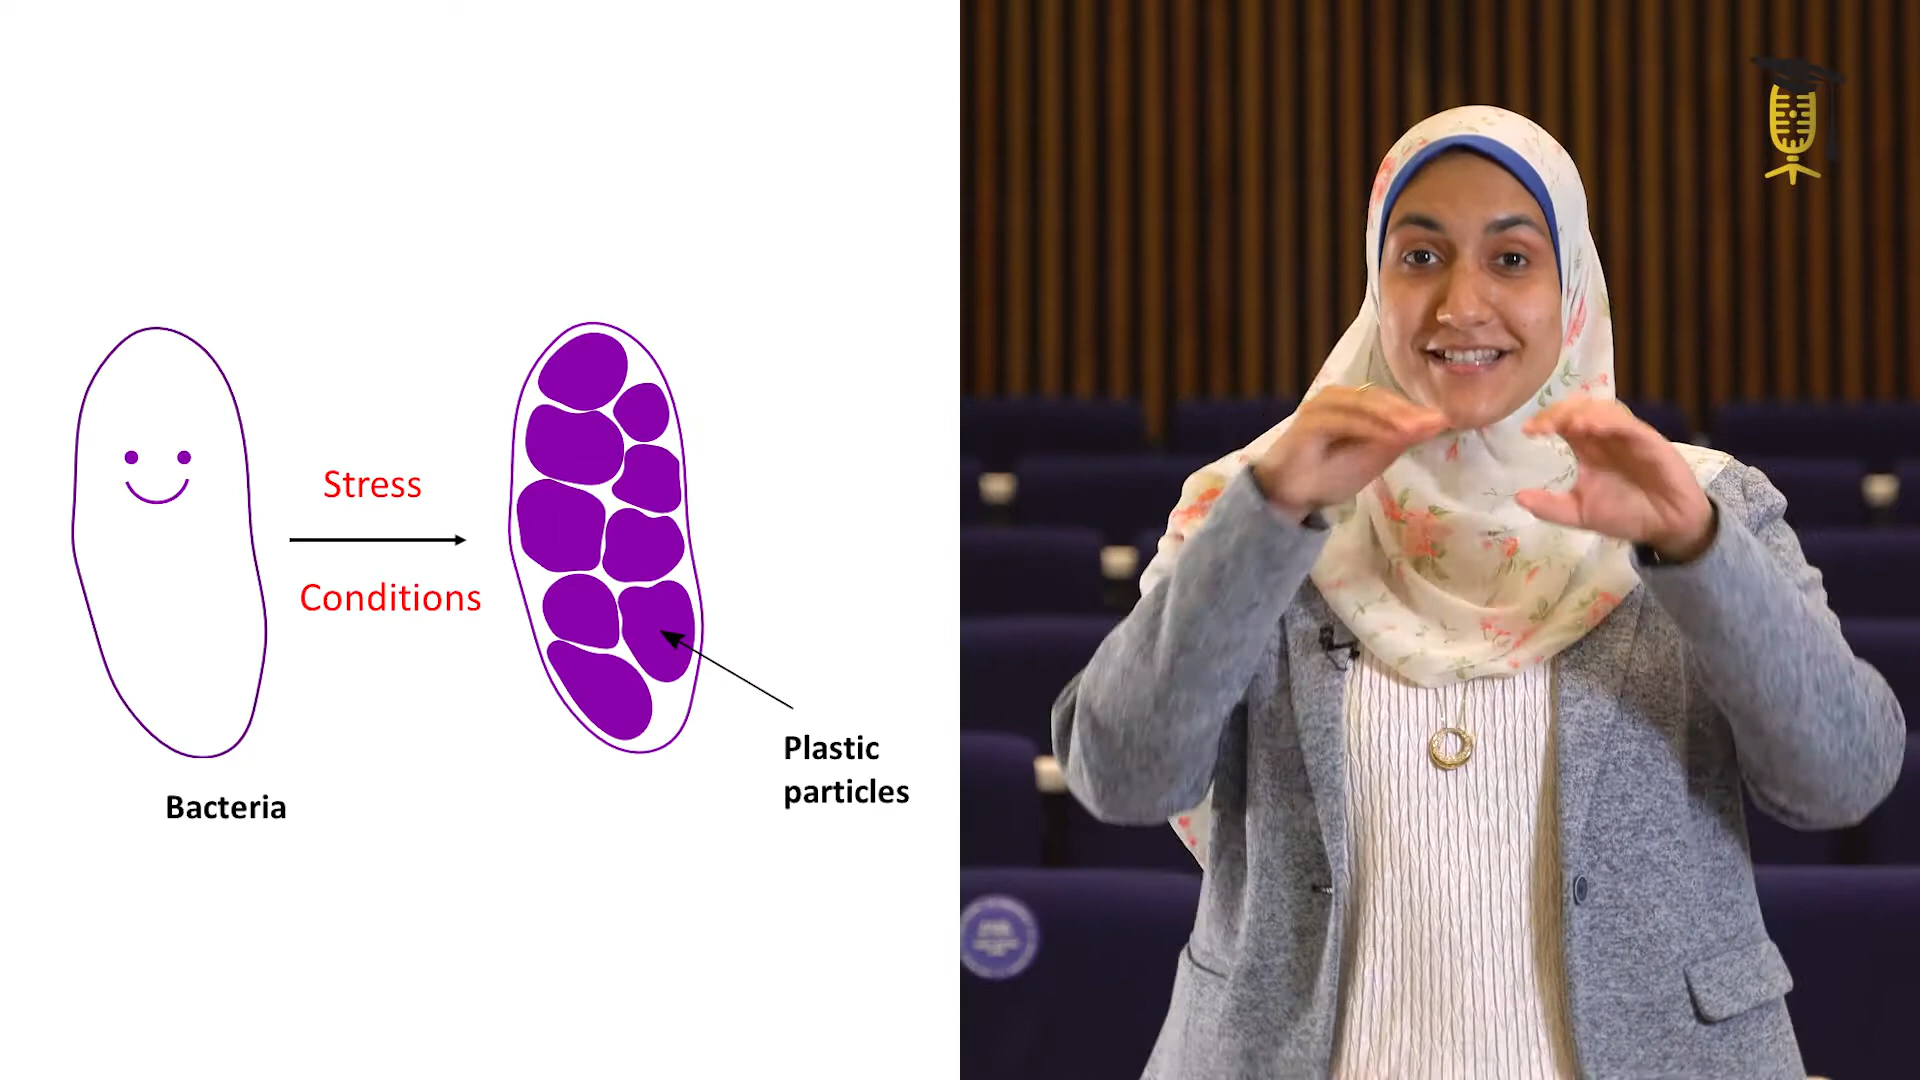 Stress
Conditions
Bacteria
Plastic
particles